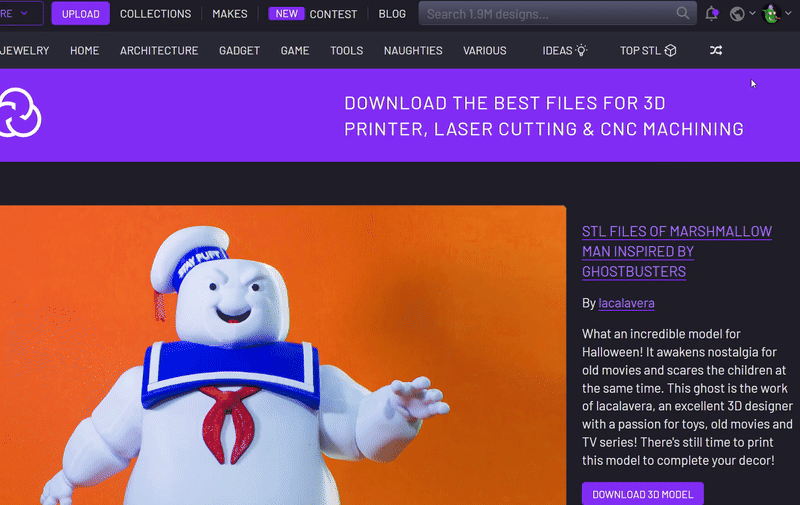 RE
UPLOAD
COLLECTIONS
MAKES
NEW CONTEST
BLOG
Search 1.9M designs...
JEWELRY
HOME
ARCHITECTURE
GADGET
GAME
TOOLS
NAUGHTIES
VARIOUS
IDEAS
TOP STL
DOWNLOAD THE BEST FILES FOR 3D
PRINTER, LASER CUTTING & CNC MACHINING
STAY PUFT
STL FILES OF MARSHMALLOW
MAN INSPIRED BY
GHOSTBUSTERS
By lacalavera
What an incredible model for
Halloween! It awakens nostalgia for
old movies and scares the children at
the same time. This ghost is the work
of lacalavera, an excellent 3D designer
with a passion for toys, old movies and
TV series! There's still time to print
this model to complete your decor!
DOWNLOAD 3D MODEL